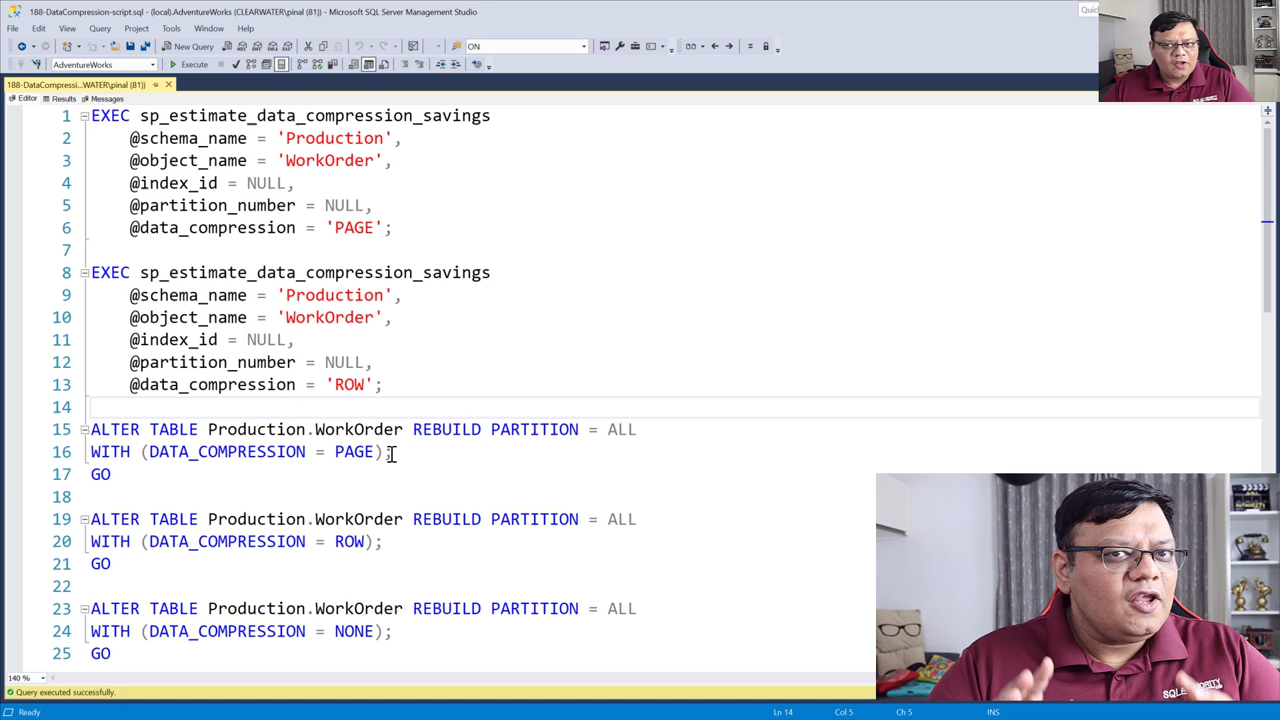 188-DataCompression-script.sql - (local).AdventureWorks (CLEARWATER\pinal (81)) - Microsoft SQL Server Management Studio
Quic
File Edit View Query Project Tools Window Help
New Query ON
AdventureWorks Execute
188-DataCompressi...WATER\pinal (81))
Editor Results Messages
1 EXEC sp_estimate_data_compression_savings
2 @schema_name = 'Production',
3 @object_name = 'WorkOrder',
4 @index_id = NULL,
5 @partition_number = NULL,
6 @data_compression = 'PAGE';
7
8 EXEC sp_estimate_data_compression_savings
9 @schema_name = 'Production',
10 @object_name = 'WorkOrder',
11 @index_id = NULL,
12 @partition_number = NULL,
13 @data_compression = 'ROW';
14
15 ALTER TABLE Production.WorkOrder REBUILD PARTITION = ALL
16 WITH (DATA_COMPRESSION = PAGE);
17 GO
18
19 ALTER TABLE Production.WorkOrder REBUILD PARTITION = ALL
20 WITH (DATA_COMPRESSION = ROW);
21 GO
22
23 ALTER TABLE Production.WorkOrder REBUILD PARTITION = ALL
24 WITH (DATA_COMPRESSION = NONE);
25 GO
140 %
Query executed successfully.
Ready Ln 14 Col 5 Ch 5 INS